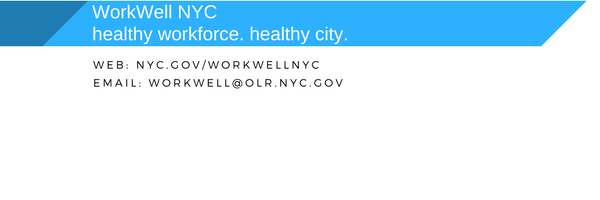 WorkWell NYC
healthy workforce. healthy city.
WEB: NYC.GOV/WORKWELLNYC
EMAIL: WORKWELL@OLR.NYC.GOV